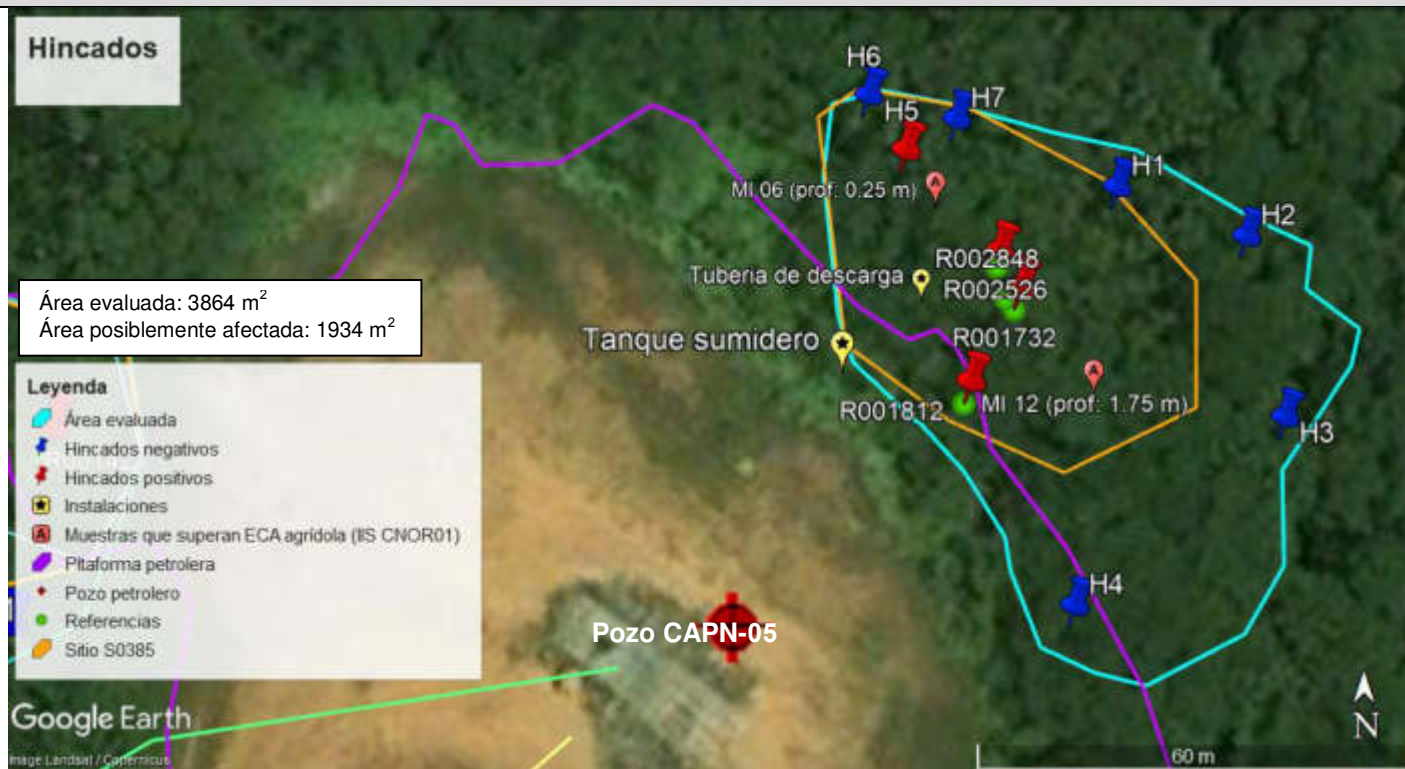 Hincados
H6
H5
H7
H1
MI 06 (prof: 0.25 m)
H2
R002848
Tuberia de descarga
R002526
Área evaluada: 3864 m²
Área posiblemente afectada: 1934 m²
Tanque sumidero
R001732
R001812
MI 12 (prof: 1.75 m)
H3
Leyenda
Área evaluada
Hincados negativos
Hincados positivos
Instalaciones
Muestras que superan ECA agrídola (IIS CNOR01)
Pltaforma petrolera
Pozo petrolero
Referencias
Sitio S0385
H4
Pozo CAPN-05
A
A
A
N
Google Earth
Image Landsat / Copernicus
60 m